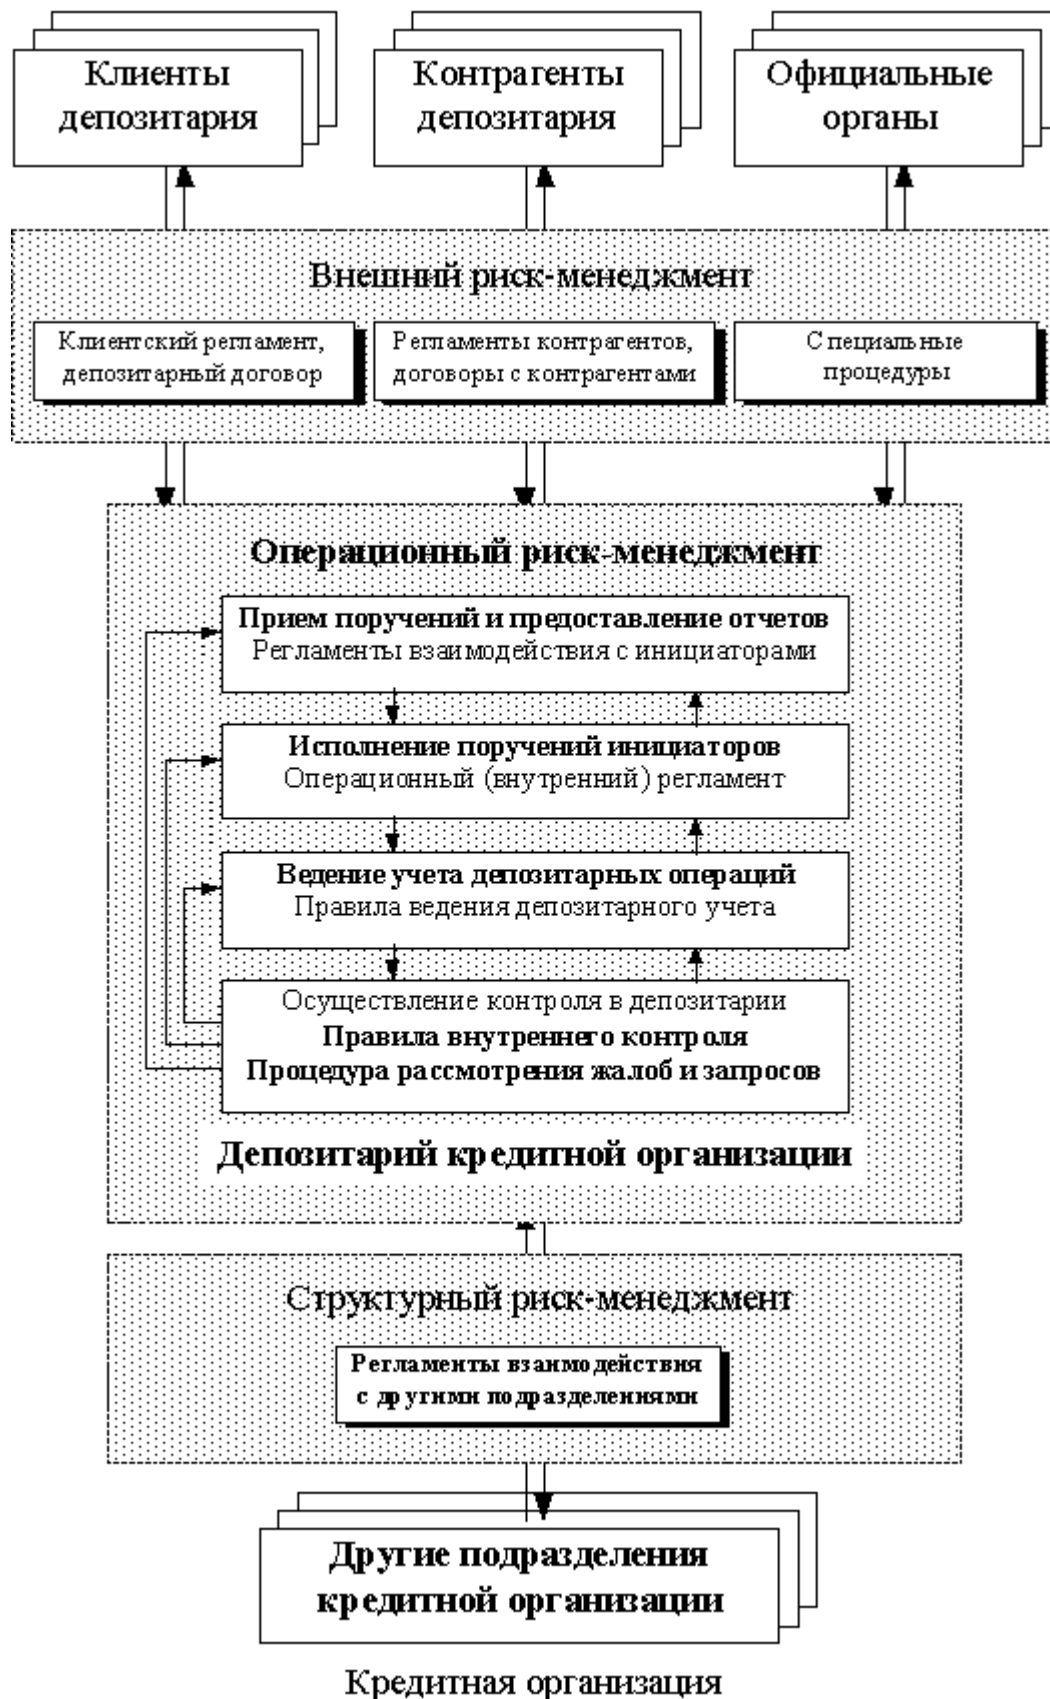 Клиенты
депозитария
Контрагенты
депозитария
Официальные
органы
Внешний риск-менеджмент
Клиентский регламент,
депозитарный договор
Регламенты контрагентов,
договоры с контрагентами
Специальные
процедуры
Операционный риск-менеджмент
Прием поручений и предоставление отчетов
Регламенты взаимодействия с инициаторами
Исполнение поручений инициаторов
Операционный (внутренний) регламент
Ведение учета депозитарных операций
Правила ведения депозитарного учета
Осуществление контроля в депозитарии
Правила внутреннего контроля
Процедура рассмотрения жалоб и запросов
Депозитарий кредитной организации
Структурный риск-менеджмент
Регламенты взаимодействия
с другими подразделениями
Другие подразделения
кредитной организации
Кредитная организация